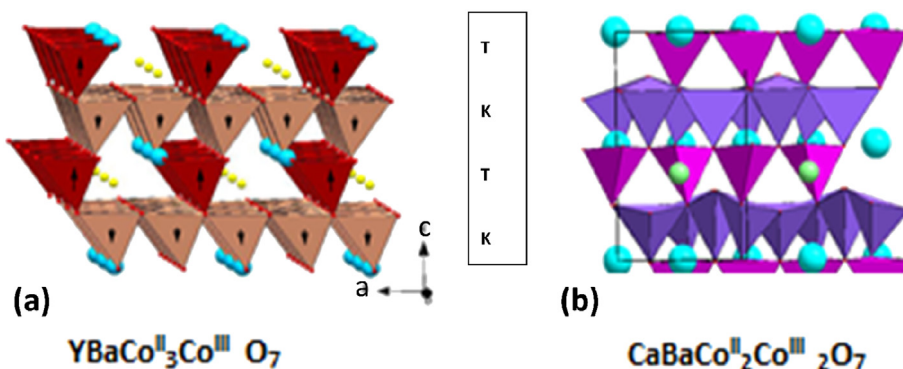 T
K
T
K
c
a
(a)
(b)
YBaCoᴵᴵ₃Coᴵᴵᴵ O₇
CaBaCoᴵᴵ₂Coᴵᴵᴵ ₂O₇